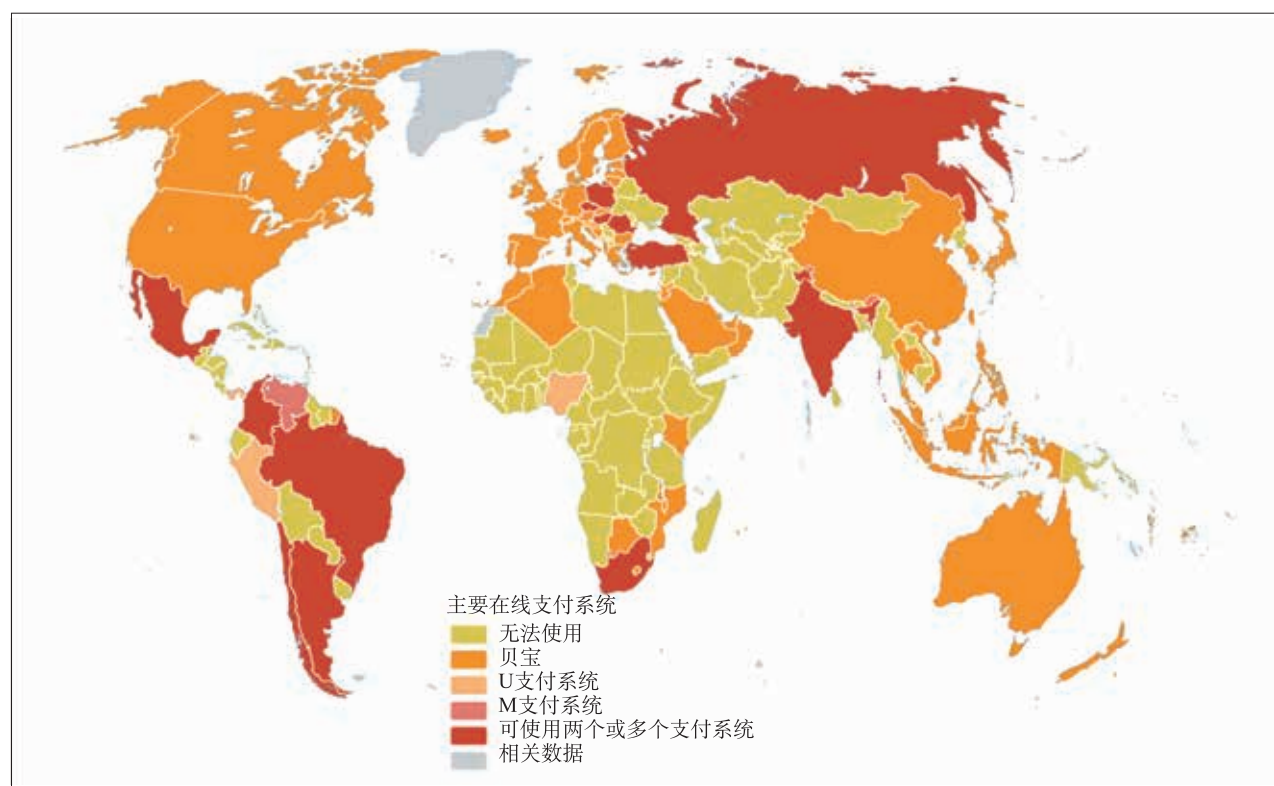 主要在线支付系统
无法使用
贝宝
U支付系统
M支付系统
可使用两个或多个支付系统
相关数据